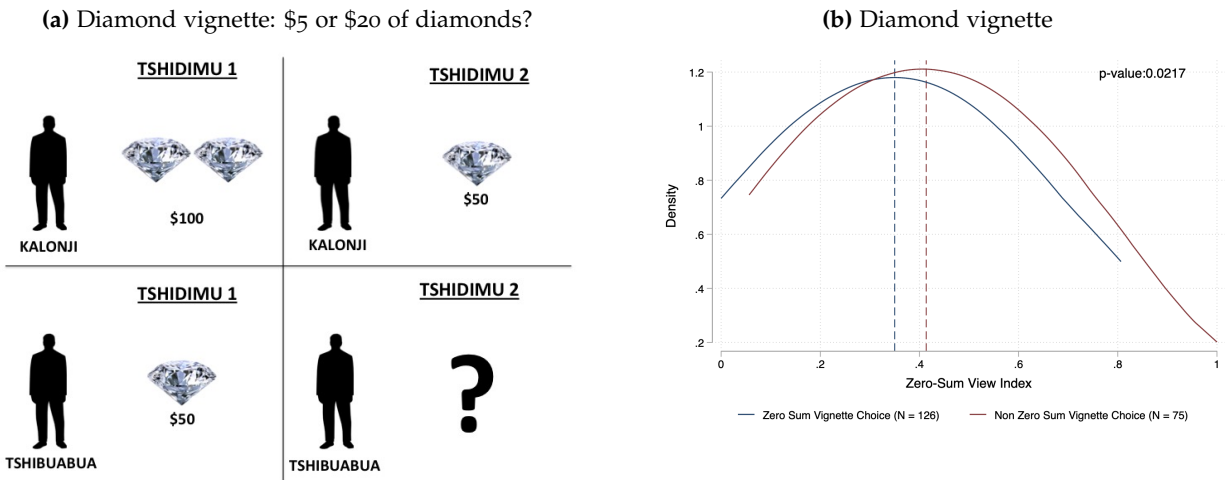 (a) Diamond vignette: $5 or $20 of diamonds?
TSHIDIMU 1
TSHIDIMU 2
$100
$50
KALONJI
KALONJI
TSHIDIMU 1
TSHIDIMU 2
?
$50
TSHIBUABUA
TSHIBUABUA
(b) Diamond vignette
p-value:0.0217
1.2
1
.8
.6
.4
.2
Density
0 .2 .4 .6 .8 1
Zero-Sum View Index
Zero Sum Vignette Choice (N = 126) Non Zero Sum Vignette Choice (N = 75)